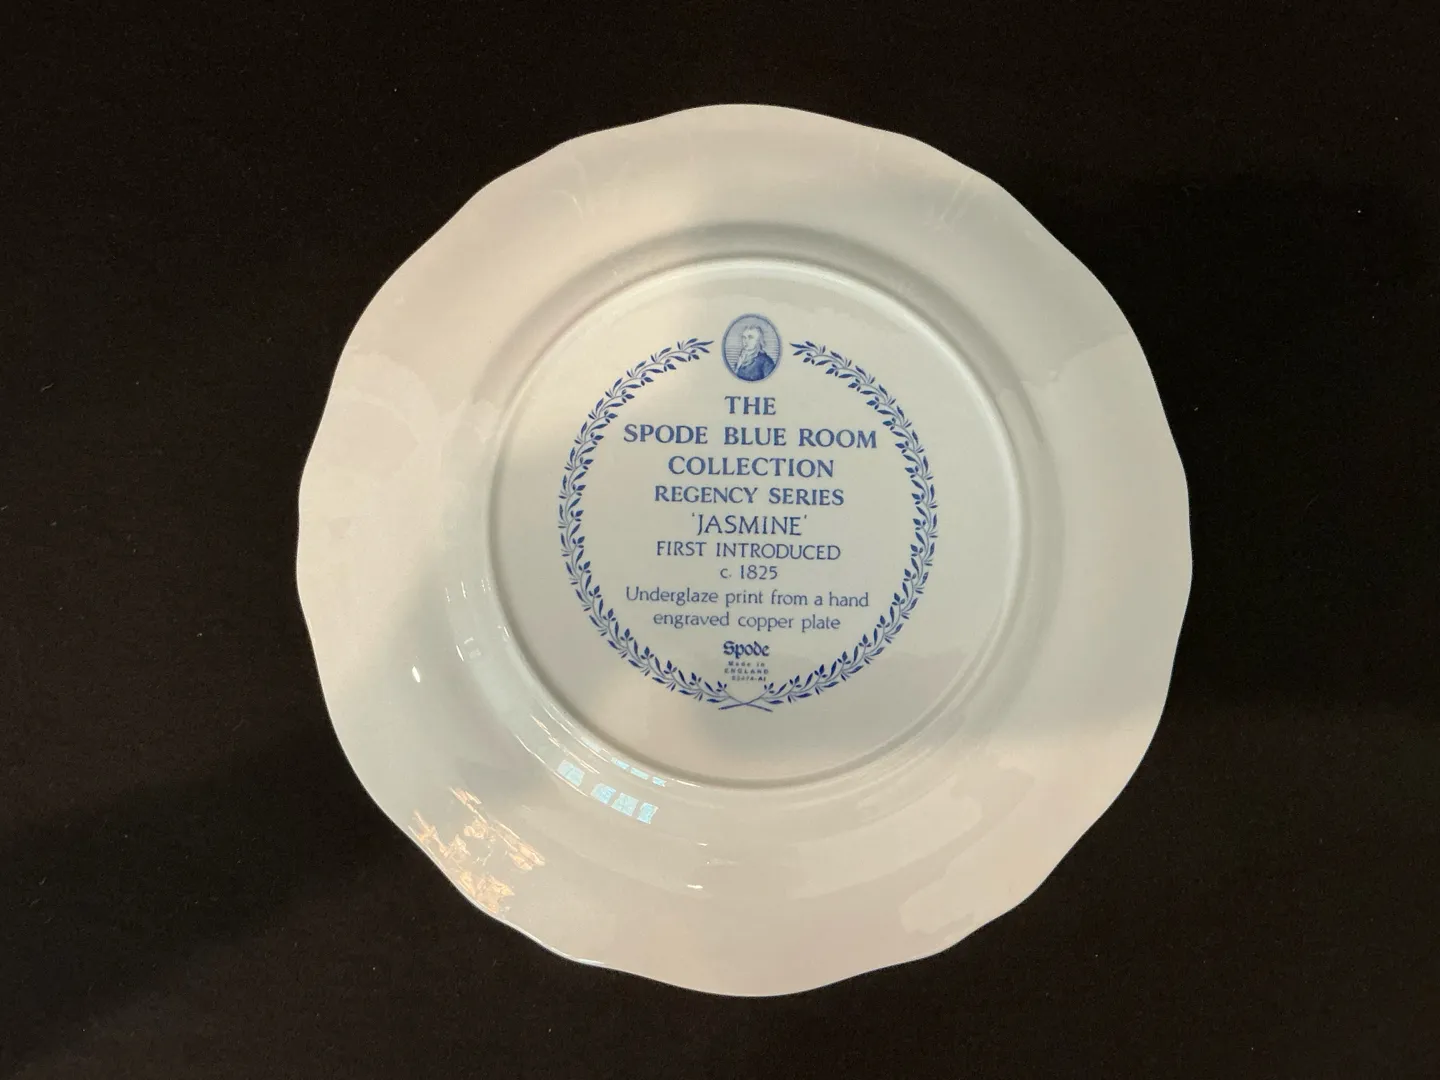 THE
SPODE BLUE ROOM
COLLECTION
REGENCY SERIES
'JASMINE'
FIRST INTRODUCED
c. 1825
Underglaze print from a hand
engraved copper plate
Spode
Made in
ENGLAND